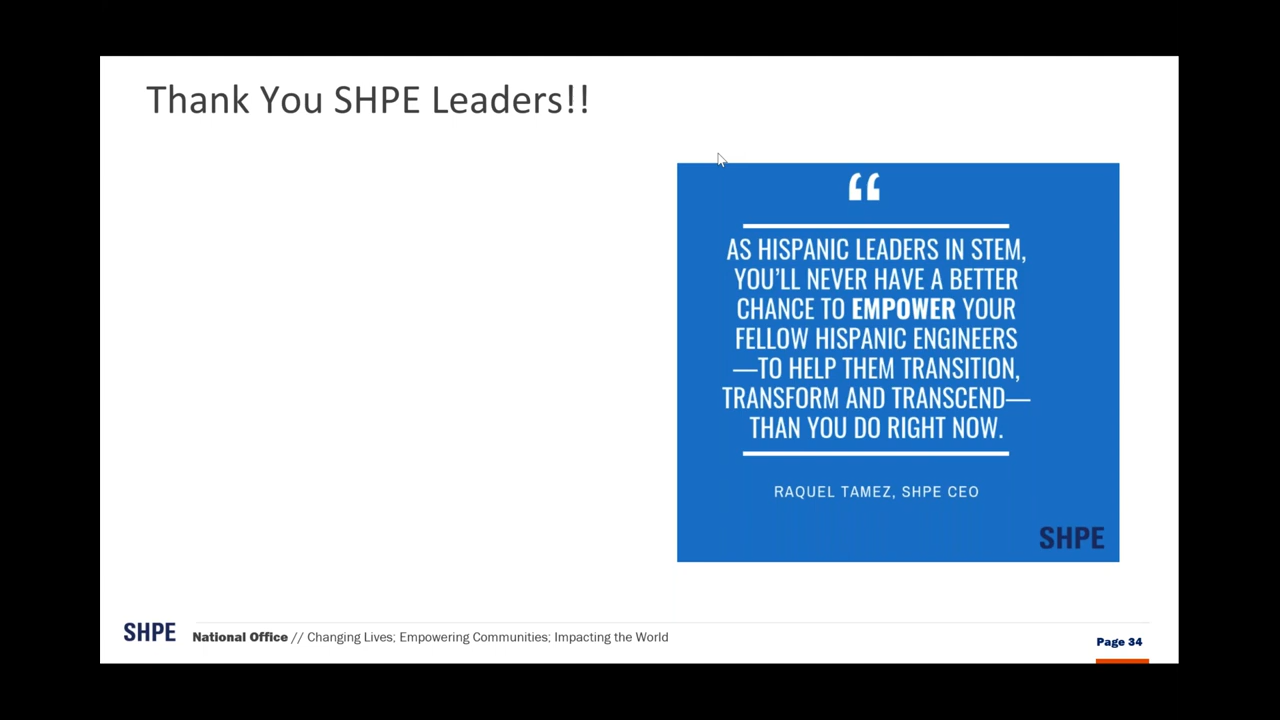 Thank You SHPE Leaders!!
“
AS HISPANIC LEADERS IN STEM,
YOU’LL NEVER HAVE A BETTER
CHANCE TO EMPOWER YOUR
FELLOW HISPANIC ENGINEERS
—TO HELP THEM TRANSITION,
TRANSFORM AND TRANSCEND—
THAN YOU DO RIGHT NOW.
RAQUEL TAMEZ, SHPE CEO
SHPE
SHPE National Office // Changing Lives; Empowering Communities; Impacting the World
Page 34